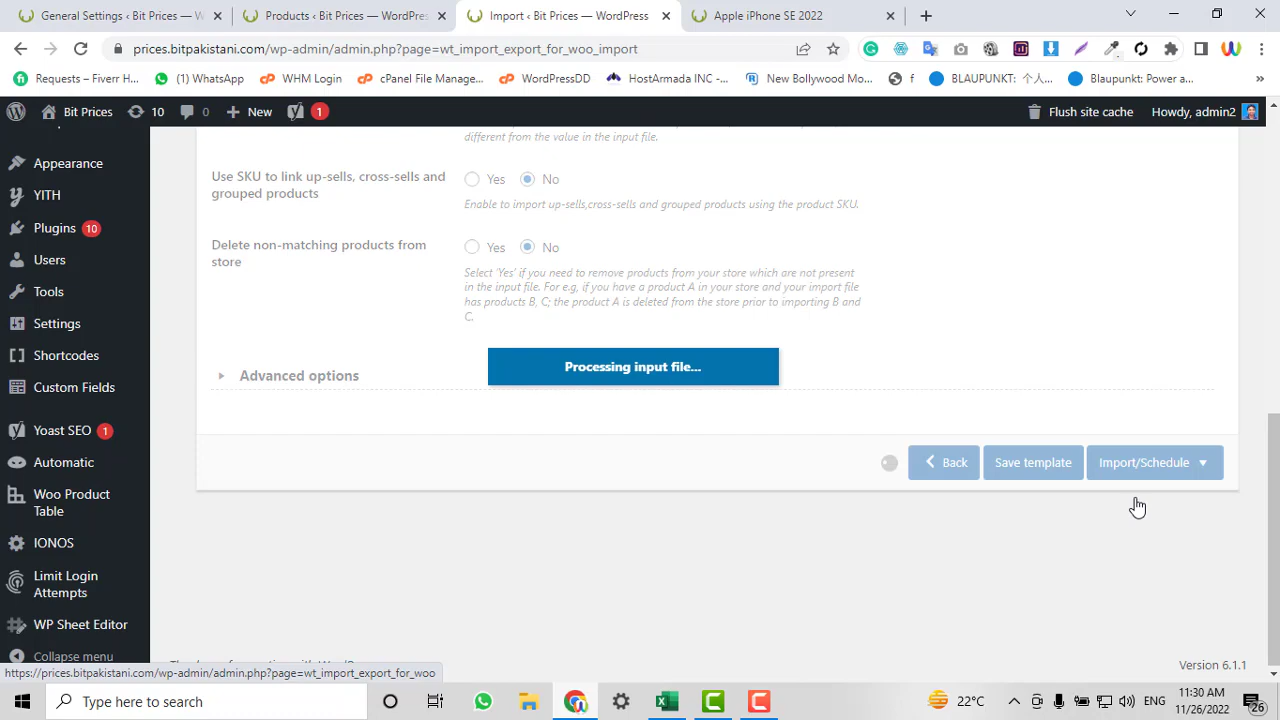 General Settings ‹ Bit Prices — W
Products ‹ Bit Prices — WordPres
Import ‹ Bit Prices — WordPress
Apple iPhone SE 2022
prices.bitpakistani.com/wp-admin/admin.php?page=wt_import_export_for_woo_import
Requests – Fiverr H...
(1) WhatsApp
WHM Login
cPanel File Manage...
WordPressDD
HostArmada INC -...
New Bollywood Mo...
f
BLAUPUNKT: 个人...
Blaupunkt: Power a...
Bit Prices
10
0
New
1
Flush site cache
Howdy, admin2
different from the value in the input file.
Appearance
YITH
Plugins 10
Users
Tools
Settings
Shortcodes
Custom Fields
Yoast SEO 1
Automatic
Woo Product
Table
IONOS
Limit Login
Attempts
WP Sheet Editor
Collapse menu
Use SKU to link up-sells, cross-sells and
grouped products
Yes No
Enable to import up-sells,cross-sells and grouped products using the product SKU.
Delete non-matching products from
store
Yes No
Select 'Yes' if you need to remove products from your store which are not present
in the input file. For e.g, if you have a product A in your store and your import file
has products B, C; the product A is deleted from the store prior to importing B and
C.
Processing input file...
Advanced options
Back
Save template
Import/Schedule
Version 6.1.1
https://prices.bitpakistani.com/wp-admin/admin.php?page=wt_import_export_for_woo
Type here to search
22°C
ENG
11:30 AM
11/26/2022
26